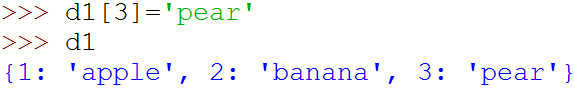 >>> d1[3]='pear'
>>> d1
{1: 'apple', 2: 'banana', 3: 'pear'}